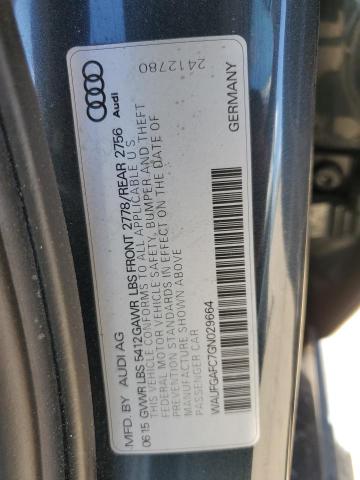 MFD. BY AUDI AG
06 15 GVWR LBS 5412 GAWR LBS FRONT 2778/REAR 2756
THIS VEHICLE CONFORMS TO ALL APPLICABLE U S
FEDERAL MOTOR VEHICLE SAFETY, BUMPER AND THEFT
PREVENTION STANDARDS IN EFFECT ON THE DATE OF
MANUFACTURE SHOWN ABOVE
PASSENGER CAR
WAUFGAFC7GN029664
GERMANY
Audi
2412780